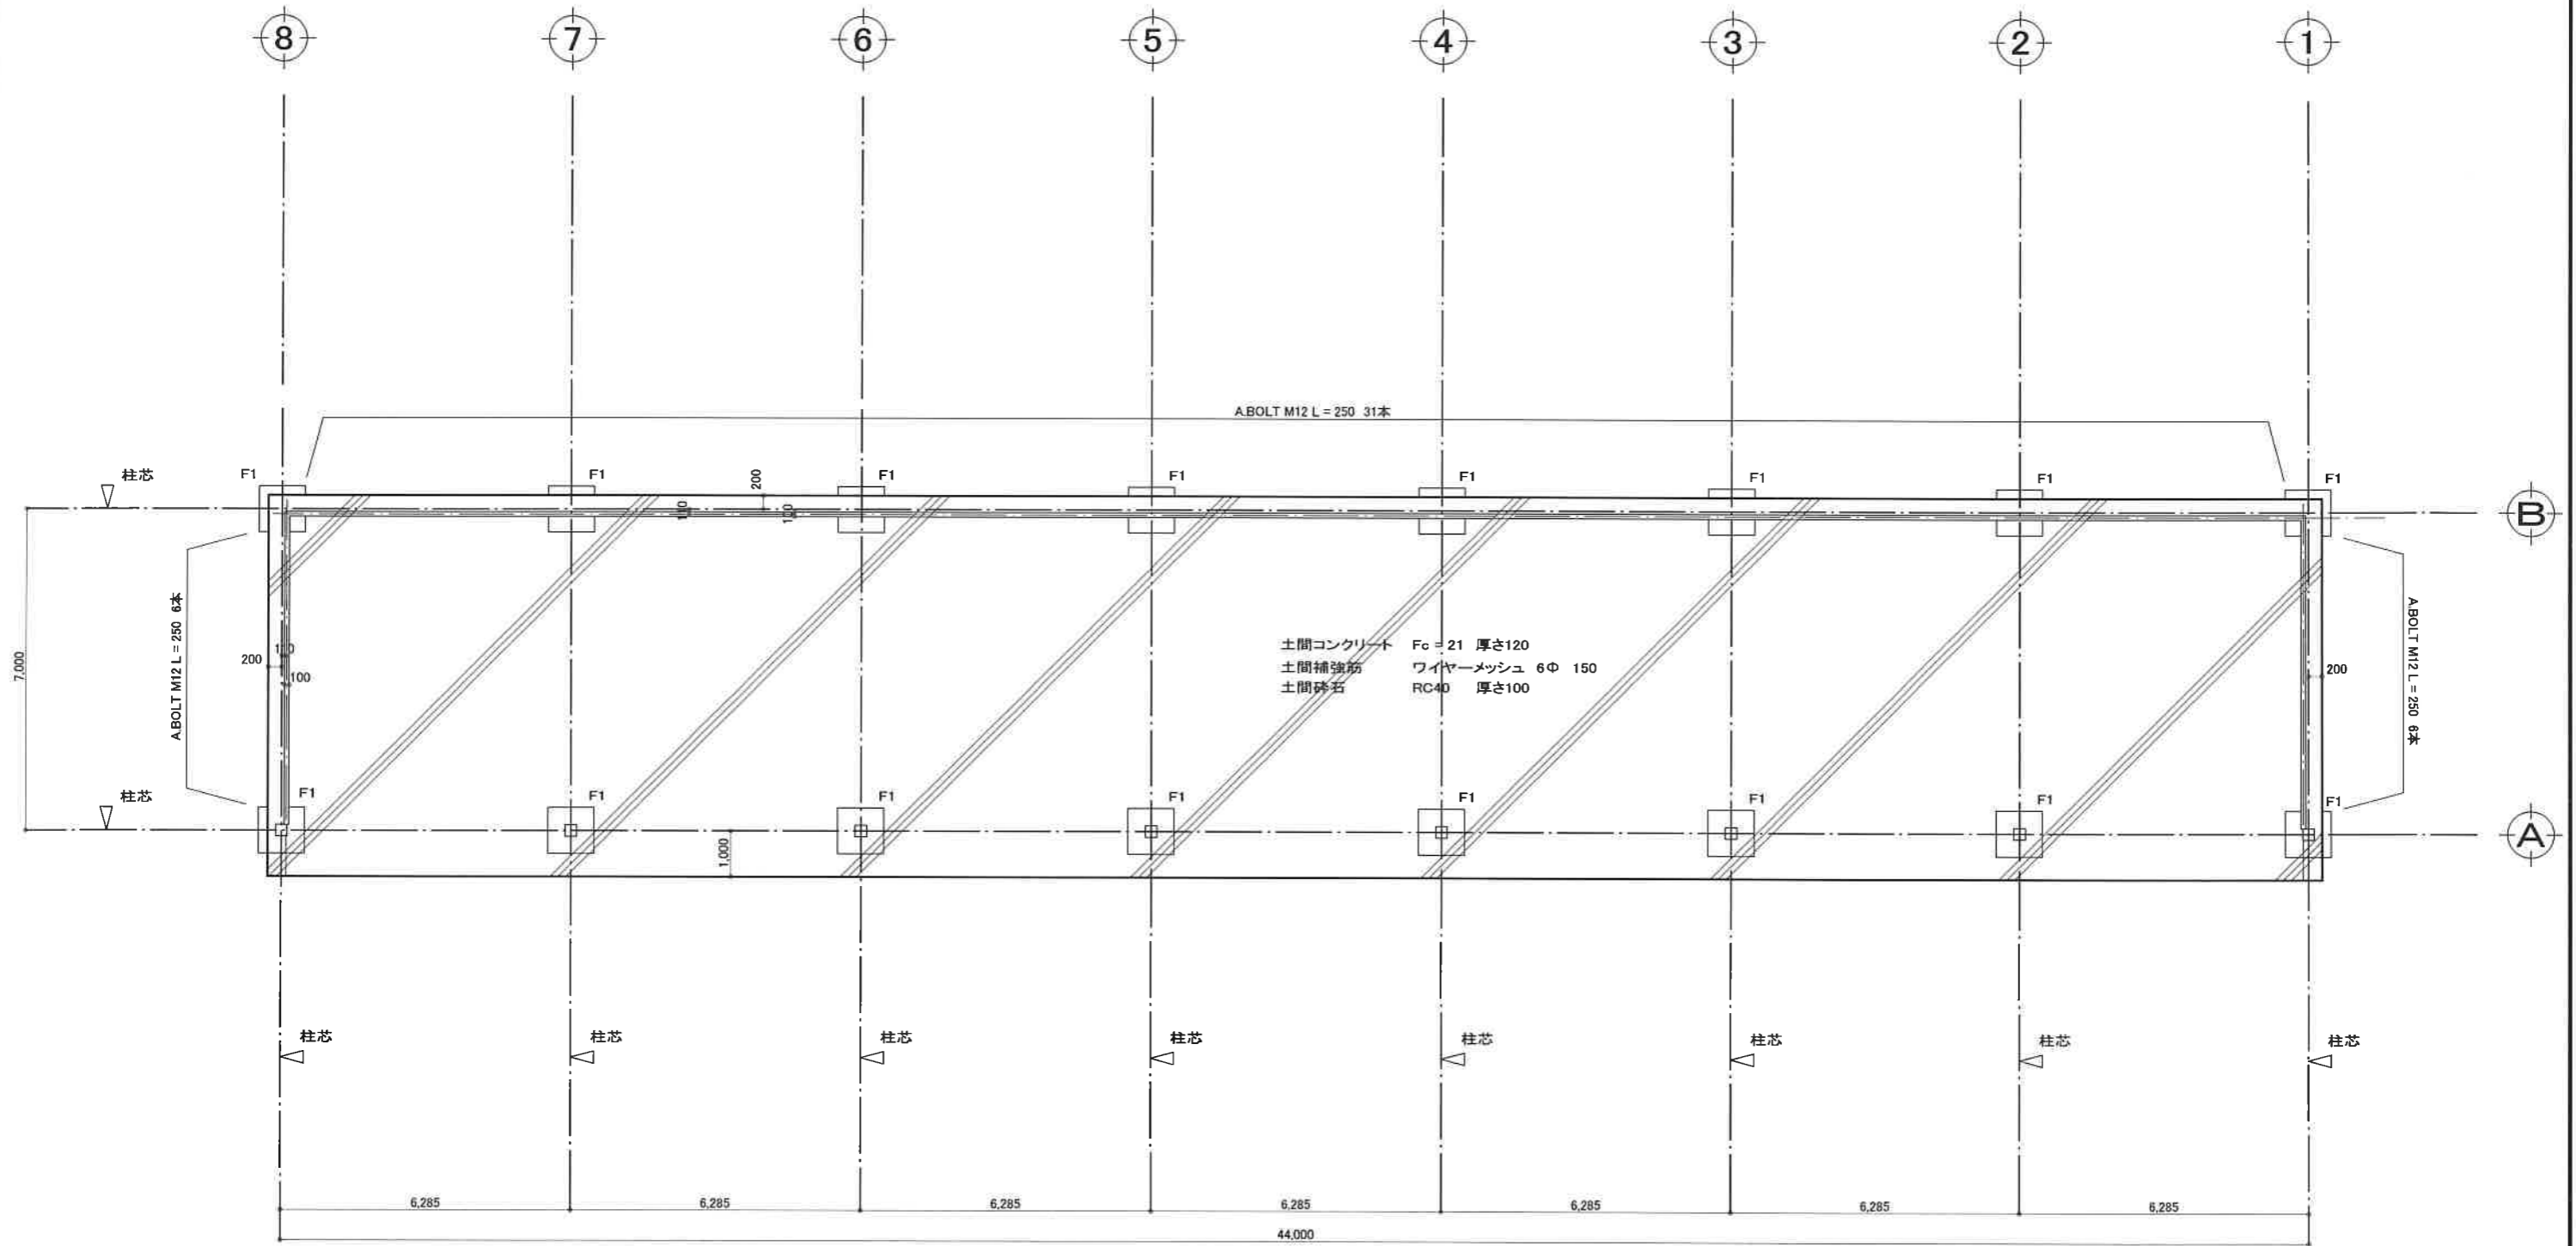 8 7 6 5 4 3 2 1
A.BOLT M12 L = 250 31本
柱芯 F1 F1 200 F1 F1 F1 F1 F1 F1
B
A.BOLT M12 L = 250 6本
A.BOLT M12 L = 250 6本
7,000
土間コンクリート Fc = 21 厚さ120
土間補強筋 ワイヤーメッシュ 6Φ 150
土間砕石 RC40 厚さ100
200
100
200
柱芯 F1 F1 F1 F1 F1 F1 F1 F1
A
1,000
柱芯 柱芯 柱芯 柱芯 柱芯 柱芯 柱芯 柱芯
6,285 6,285 6,285 6,285 6,285 6,285 6,285
44,000